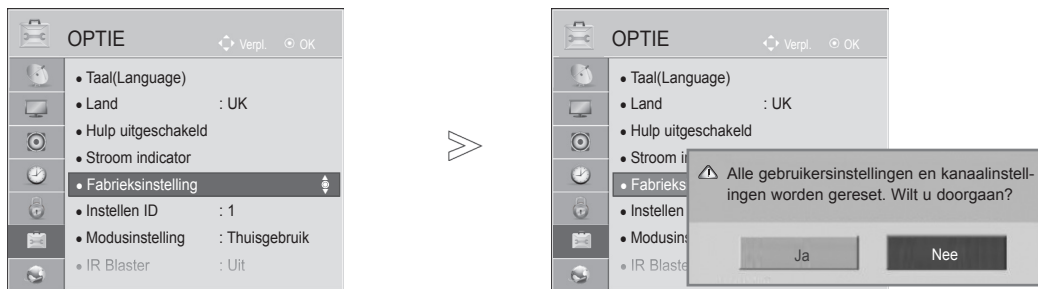 OPTIE
Verpl. OK
• Taal(Language)
• Land : UK
• Hulp uitgeschakeld
• Stroom indicator
• Fabrieksinstelling
• Instellen ID : 1
• Modusinstelling : Thuisgebruik
• IR Blaster : Uit
OPTIE
Verpl. OK
• Taal(Language)
• Land : UK
• Hulp uitgeschakeld
• Stroom i
• Fabrieks
• Instellen
• Modusins
• IR Blaste
Alle gebruikersinstellingen en kanaalinstell-
ingen worden gereset. Wilt u doorgaan?
Ja Nee